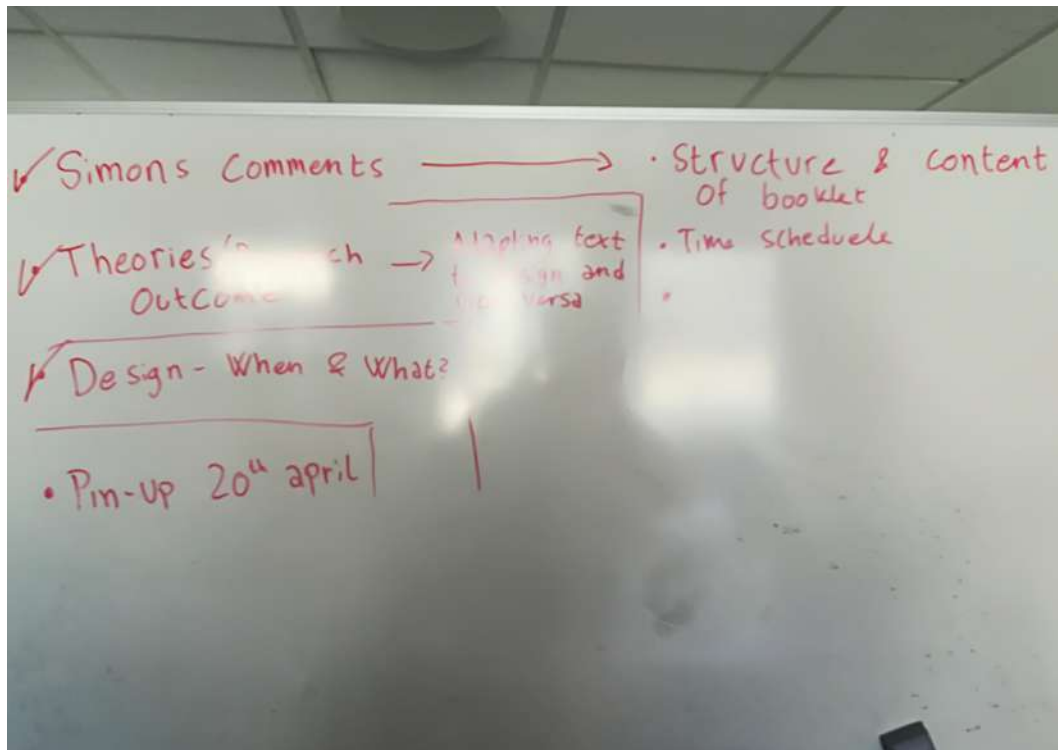 Simons Comments → • Structure & content
Of booklet
Theories → text
Outcome and
versa
• Time scheduele
•
Design - When & What?
• Pin-up 20th april